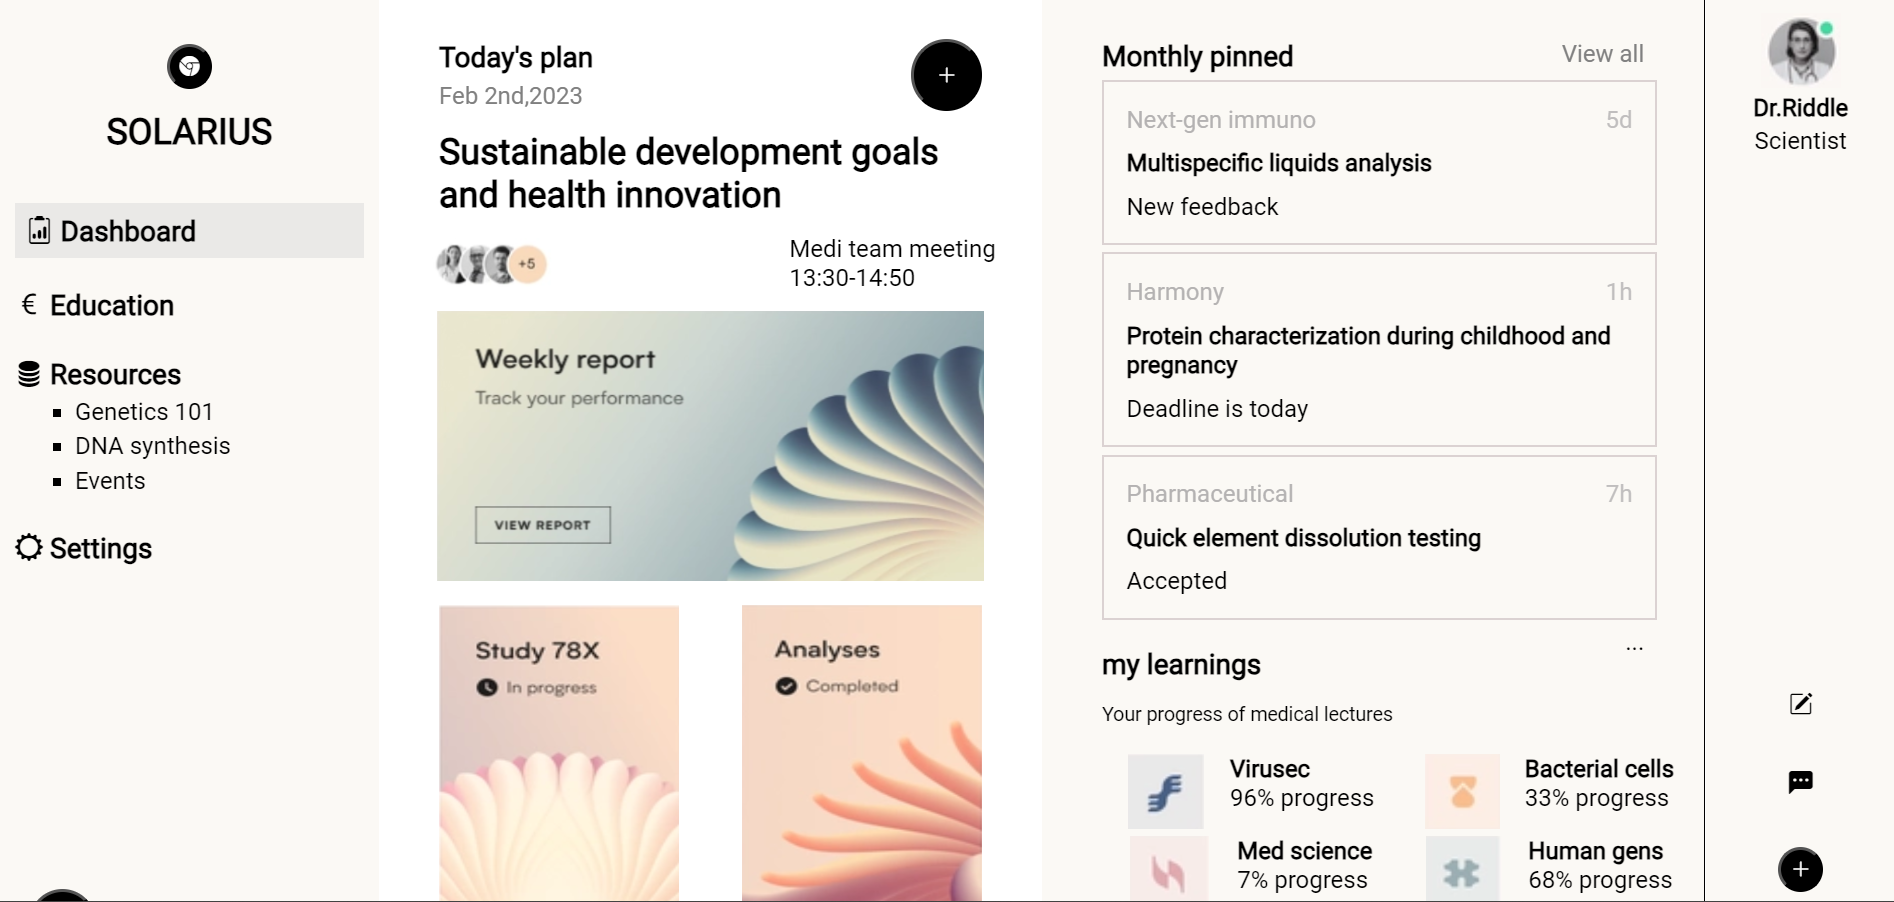 SOLARIUS
Dashboard
€ Education
Resources
Genetics 101
DNA synthesis
Events
Settings
Today's plan
Feb 2nd,2023
+
Sustainable development goals
and health innovation
+5
Medi team meeting
13:30-14:50
Weekly report
Track your performance
VIEW REPORT
Study 78X
In progress
Analyses
Completed
Monthly pinned
View all
Next-gen immuno
5d
Multispecific liquids analysis
New feedback
Harmony
1h
Protein characterization during childhood and
pregnancy
Deadline is today
Pharmaceutical
7h
Quick element dissolution testing
Accepted
...
my learnings
Your progress of medical lectures
Virusec
96% progress
Bacterial cells
33% progress
Med science
7% progress
Human gens
68% progress
Dr.Riddle
Scientist
+